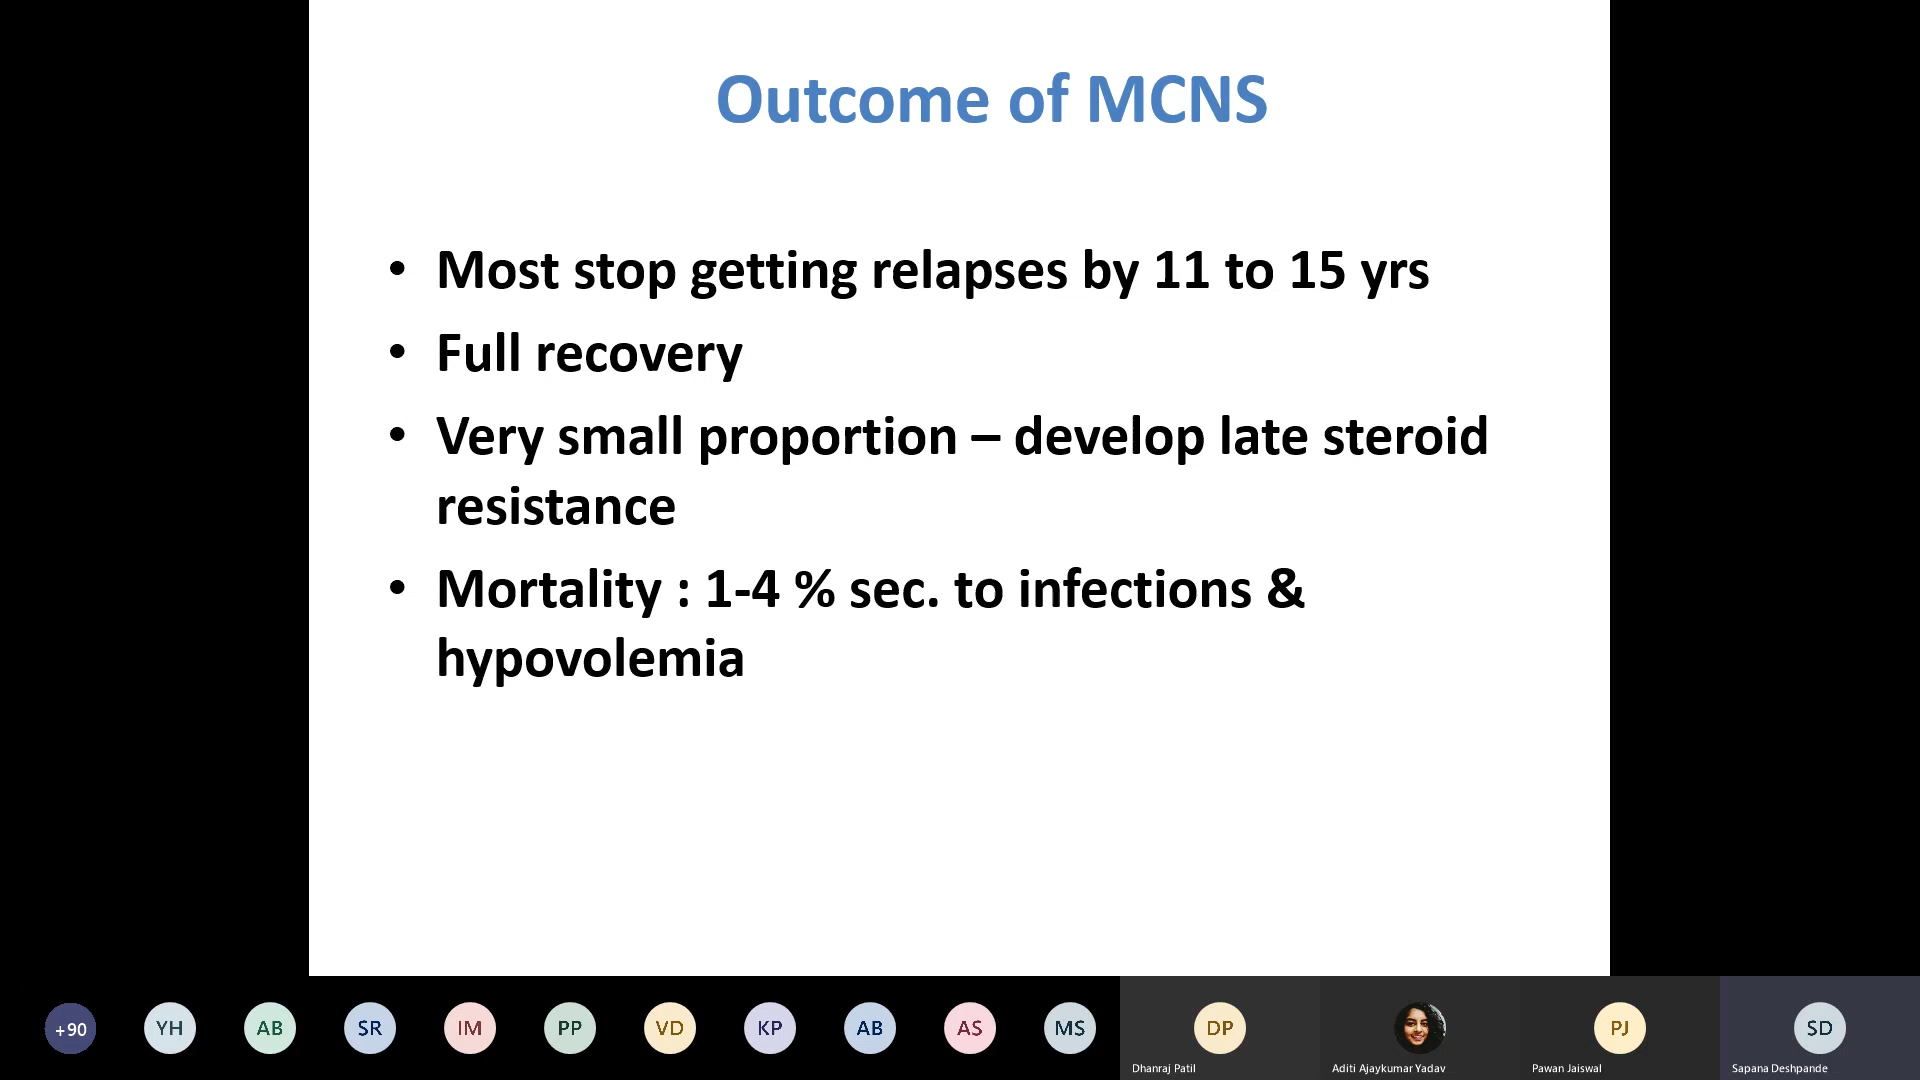 Outcome of MCNS
• Most stop getting relapses by 11 to 15 yrs
• Full recovery
• Very small proportion – develop late steroid
resistance
• Mortality : 1-4 % sec. to infections &
hypovolemia
+90 YH AB SR IM PP VD KP AB AS MS DP PJ SD
Dhanraj Patil Aditi Ajaykumar Yadav Pawan Jaiswal Sapana Deshpande